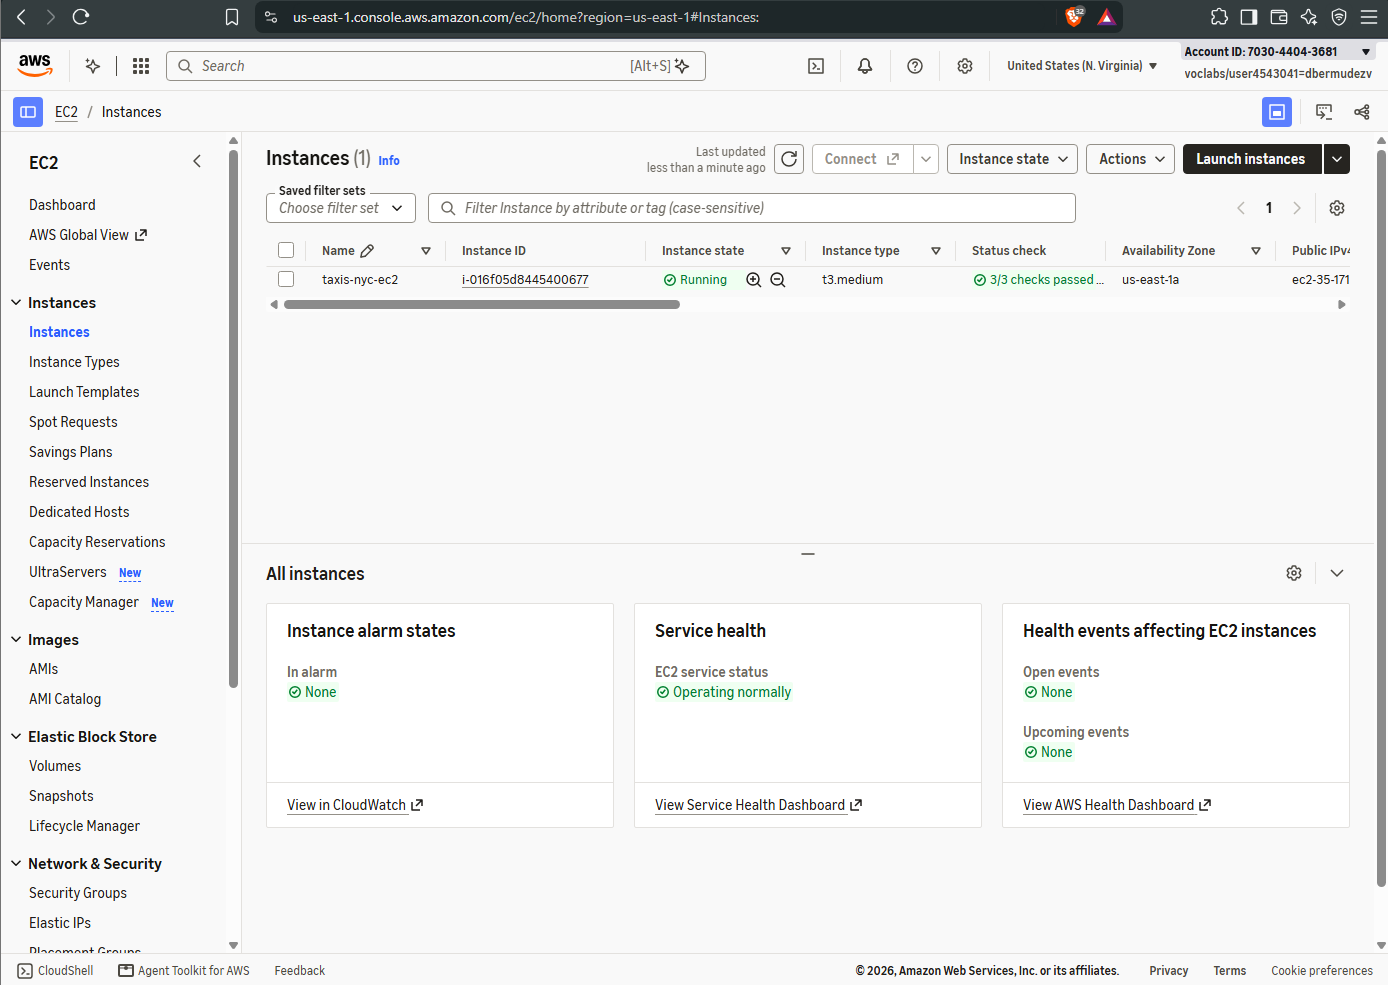 us-east-1.console.aws.amazon.com/ec2/home?region=us-east-1#Instances:
32
aws
Search
[Alt+S]
United States (N. Virginia)
Account ID: 7030-4404-3681
voclabs/user4543041=dbermudezv
EC2 / Instances
EC2
Dashboard
AWS Global View
Events
Instances
Instances
Instance Types
Launch Templates
Spot Requests
Savings Plans
Reserved Instances
Dedicated Hosts
Capacity Reservations
UltraServers New
Capacity Manager New
Images
AMIs
AMI Catalog
Elastic Block Store
Volumes
Snapshots
Lifecycle Manager
Network & Security
Security Groups
Elastic IPs
Placement Groups
Instances (1) Info
Last updated
less than a minute ago
Connect
Instance state
Actions
Launch instances
Saved filter sets
Choose filter set
Filter Instance by attribute or tag (case-sensitive)
1
Name Instance ID Instance state Instance type Status check Availability Zone Public IPv4
taxis-nyc-ec2 i-016f05d8445400677 Running t3.medium 3/3 checks passed ... us-east-1a ec2-35-171
All instances
Instance alarm states
In alarm
None
View in CloudWatch
Service health
EC2 service status
Operating normally
View Service Health Dashboard
Health events affecting EC2 instances
Open events
None
Upcoming events
None
View AWS Health Dashboard
CloudShell Agent Toolkit for AWS Feedback © 2026, Amazon Web Services, Inc. or its affiliates. Privacy Terms Cookie preferences